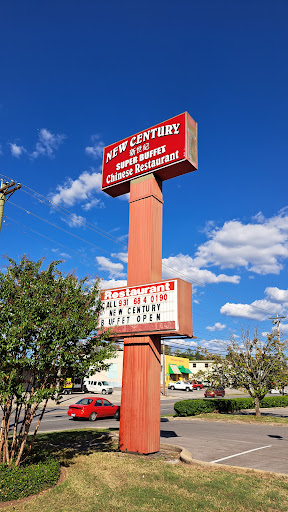 NEW CENTURY
新世纪
SUPER BUFFET
Chinese Restaurant
Restaurant
CALL 931 684 0190
NEW CENTURY
BUFFET OPEN